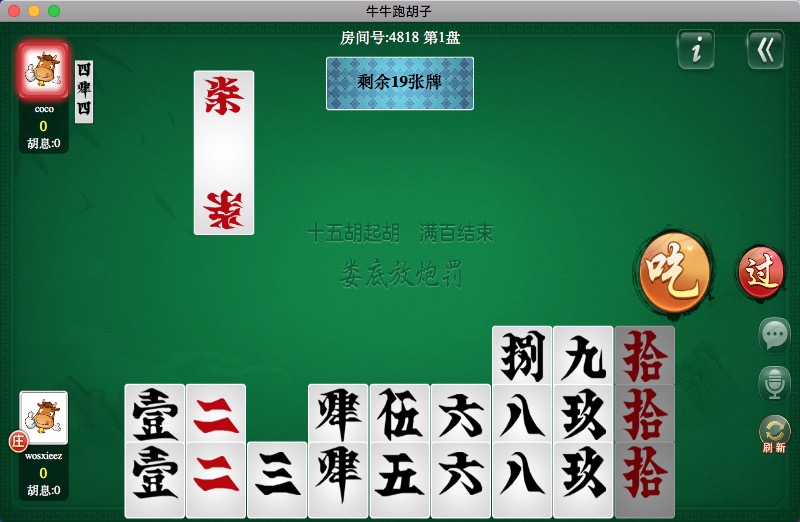 牛牛跑胡子
房间号:4818 第1盘
剩余19张牌
四肆四
coco
0
胡息:0
柒
柒
十五胡起胡 满百结束
娄底放炮罚
吃
过
捌九拾
壹二肆伍六八玖拾
壹二三肆五六八玖拾
庄
wosxieez
0
胡息:0
刷新